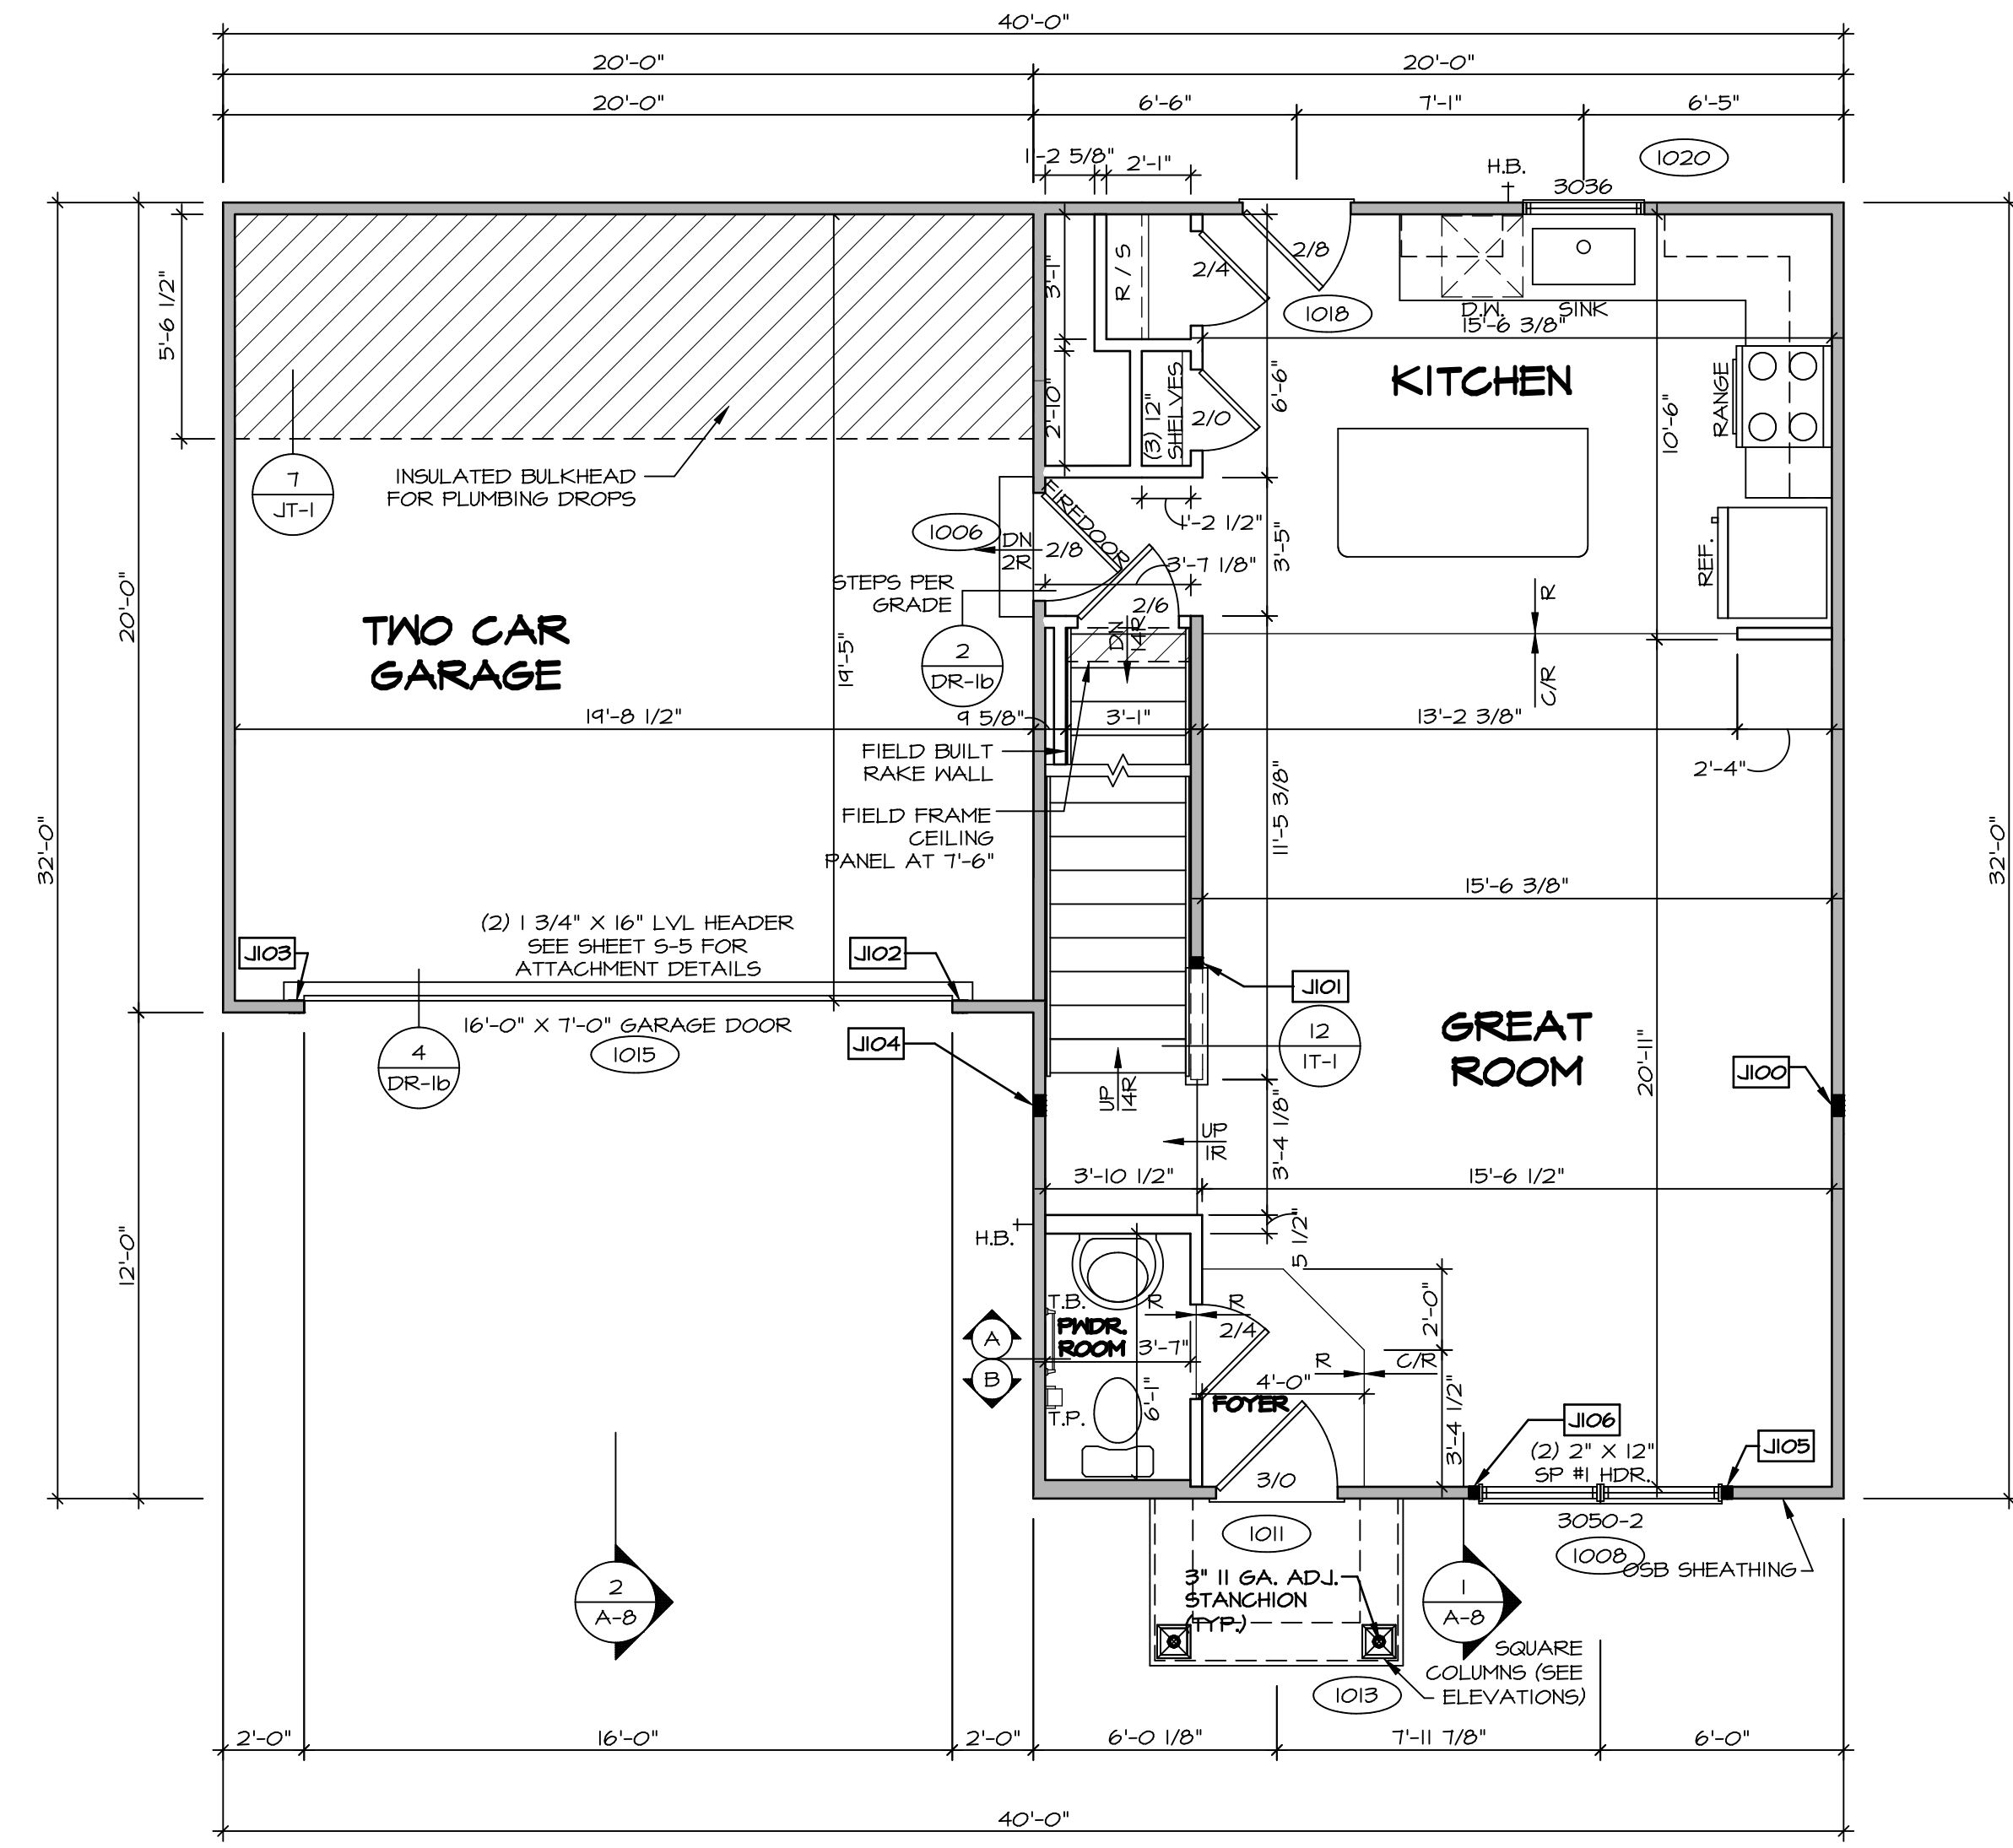 40'-0"
20'-0"
20'-0"
20'-0"
6'-6"
7'-1"
6'-5"
1'-2 5/8"
2'-1"
H.B.
1020
3036
5'-6 1/2"
3'-1"
R / S
2/4
2/8
1018
D.W.
SINK
15'-6 3/8"
KITCHEN
RANGE
10'-6"
6'-6"
2'-10"
(3) 12"
SHELVES
2/0
INSULATED BULKHEAD
FOR PLUMBING DROPS
7
JT-1
1006
FIREDOOR
DN
2R
2/8
1'-2 1/2"
3'-7 1/8"
3'-5"
REF.
R
C/R
20'-0"
STEPS PER
GRADE
2/6
DN
14R
2
DR-1b
TWO CAR
GARAGE
19'-5"
19'-8 1/2"
9 5/8"
3'-1"
13'-2 3/8"
2'-4"
FIELD BUILT
RAKE WALL
FIELD FRAME
CEILING
PANEL AT 7'-6"
11'-5 3/8"
32'-0"
32'-0"
15'-6 3/8"
(2) 1 3/4" X 16" LVL HEADER
SEE SHEET S-5 FOR
ATTACHMENT DETAILS
J103
J102
J101
16'-0" X 7'-0" GARAGE DOOR
1015
4
DR-1b
J104
12
1T-1
GREAT
ROOM
20'-11"
J100
UP
14R
UP
1R
3'-4 1/8"
3'-10 1/2"
15'-6 1/2"
12'-0"
H.B.
5 1/2"
T.B.
R
R
PWDR.
ROOM
3'-7"
2/4
A
B
T.P.
6'-1"
2'-0"
R
C/R
4'-0"
FOYER
3'-4 1/2"
3/0
J106
(2) 2" X 12"
SP #1 HDR.
J105
1011
3050-2
1008
OSB SHEATHING
3" 11 GA. ADJ.
STANCHION
(TYP.)
2
A-8
1
A-8
SQUARE
COLUMNS (SEE
ELEVATIONS)
1013
2'-0"
16'-0"
2'-0"
6'-0 1/8"
7'-11 7/8"
6'-0"
40'-0"